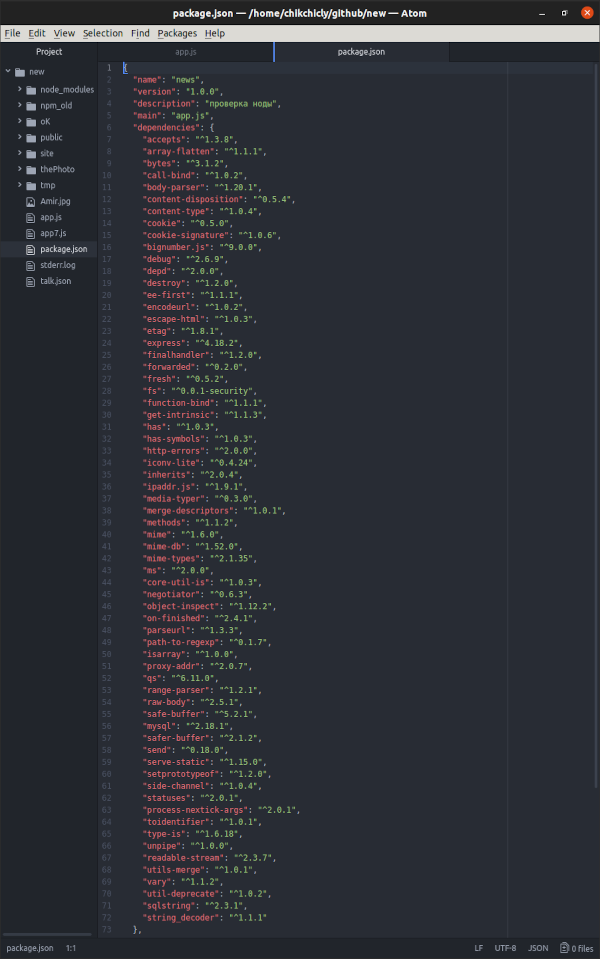 package.json — /home/chikchicly/github/new — Atom
File Edit View Selection Find Packages Help
Project
app.js
package.json
new
node_modules
npm_old
oK
public
site
thePhoto
tmp
Amir.jpg
app.js
app7.js
package.json
stderr.log
talk.json
1 {
2 "name": "news",
3 "version": "1.0.0",
4 "description": "проверка ноды",
5 "main": "app.js",
6 "dependencies": {
7 "accepts": "^1.3.8",
8 "array-flatten": "^1.1.1",
9 "bytes": "^3.1.2",
10 "call-bind": "^1.0.2",
11 "body-parser": "^1.20.1",
12 "content-disposition": "^0.5.4",
13 "content-type": "^1.0.4",
14 "cookie": "^0.5.0",
15 "cookie-signature": "^1.0.6",
16 "bignumber.js": "^9.0.0",
17 "debug": "^2.6.9",
18 "depd": "^2.0.0",
19 "destroy": "^1.2.0",
20 "ee-first": "^1.1.1",
21 "encodeurl": "^1.0.2",
22 "escape-html": "^1.0.3",
23 "etag": "^1.8.1",
24 "express": "^4.18.2",
25 "finalhandler": "^1.2.0",
26 "forwarded": "^0.2.0",
27 "fresh": "^0.5.2",
28 "fs": "^0.0.1-security",
29 "function-bind": "^1.1.1",
30 "get-intrinsic": "^1.1.3",
31 "has": "^1.0.3",
32 "has-symbols": "^1.0.3",
33 "http-errors": "^2.0.0",
34 "iconv-lite": "^0.4.24",
35 "inherits": "^2.0.4",
36 "ipaddr.js": "^1.9.1",
37 "media-typer": "^0.3.0",
38 "merge-descriptors": "^1.0.1",
39 "methods": "^1.1.2",
40 "mime": "^1.6.0",
41 "mime-db": "^1.52.0",
42 "mime-types": "^2.1.35",
43 "ms": "^2.0.0",
44 "core-util-is": "^1.0.3",
45 "negotiator": "^0.6.3",
46 "object-inspect": "^1.12.2",
47 "on-finished": "^2.4.1",
48 "parseurl": "^1.3.3",
49 "path-to-regexp": "^0.1.7",
50 "isarray": "^1.0.0",
51 "proxy-addr": "^2.0.7",
52 "qs": "^6.11.0",
53 "range-parser": "^1.2.1",
54 "raw-body": "^2.5.1",
55 "safe-buffer": "^5.2.1",
56 "mysql": "^2.18.1",
57 "safer-buffer": "^2.1.2",
58 "send": "^0.18.0",
59 "serve-static": "^1.15.0",
60 "setprototypeof": "^1.2.0",
61 "side-channel": "^1.0.4",
62 "statuses": "^2.0.1",
63 "process-nextick-args": "^2.0.1",
64 "toidentifier": "^1.0.1",
65 "type-is": "^1.6.18",
66 "unpipe": "^1.0.0",
67 "readable-stream": "^2.3.7",
68 "utils-merge": "^1.0.1",
69 "vary": "^1.1.2",
70 "util-deprecate": "^1.0.2",
71 "sqlstring": "^2.3.1",
72 "string_decoder": "^1.1.1"
73 },
package.json 1:1 LF UTF-8 JSON 0 files